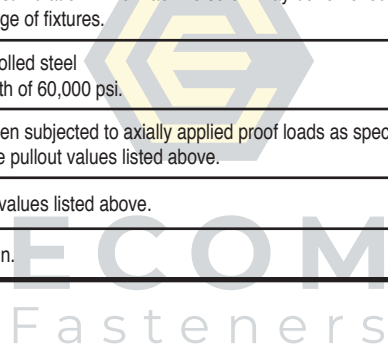 ge of fixtures.
olled steel
th of 60,000 psi.
en subjected to axially applied proof loads as spec
e pullout values listed above.
values listed above.
n.
ECOM
Fasteners